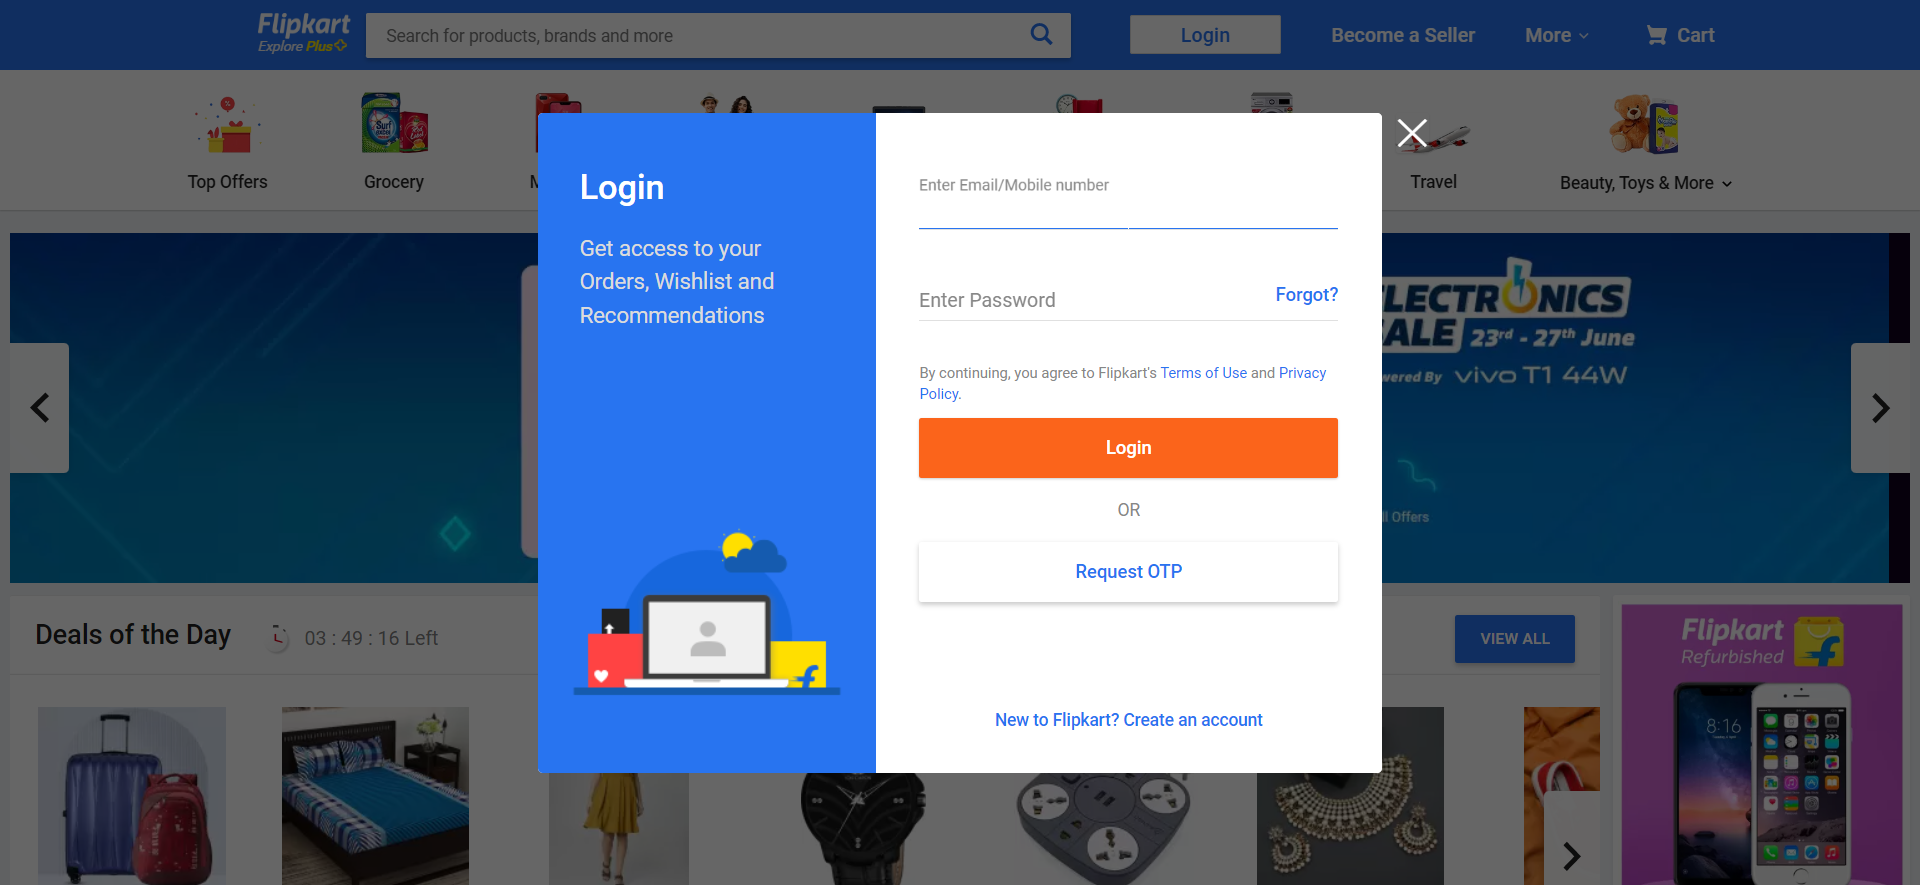 Flipkart
Explore Plus
Search for products, brands and more
Login
Become a Seller
More
Cart
Surf excel
Top Offers
Grocery
M
Travel
Beauty, Toys & More
Login
Get access to your
Orders, Wishlist and
Recommendations
Enter Email/Mobile number
Enter Password
Forgot?
By continuing, you agree to Flipkart's Terms of Use and Privacy
Policy.
Login
OR
Request OTP
New to Flipkart? Create an account
LECTRONICS
ALE 23rd - 27th June
wered By vivo T1 44W
ll Offers
Deals of the Day
03 : 49 : 16 Left
VIEW ALL
Flipkart
Refurbished
8:16